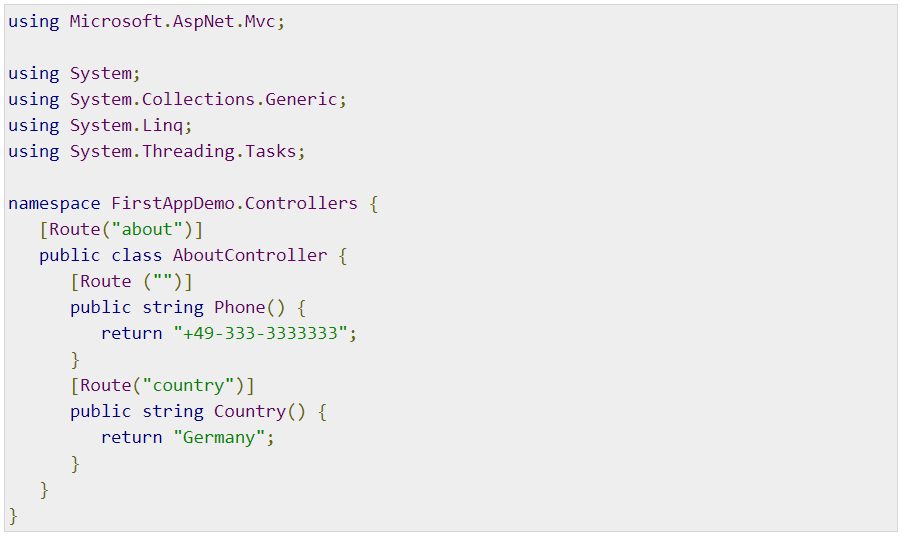 using Microsoft.AspNet.Mvc;
using System;
using System.Collections.Generic;
using System.Linq;
using System.Threading.Tasks;
namespace FirstAppDemo.Controllers {
[Route("about")]
public class AboutController {
[Route ("")]
public string Phone() {
return "+49-333-3333333";
}
[Route("country")]
public string Country() {
return "Germany";
}
}
}